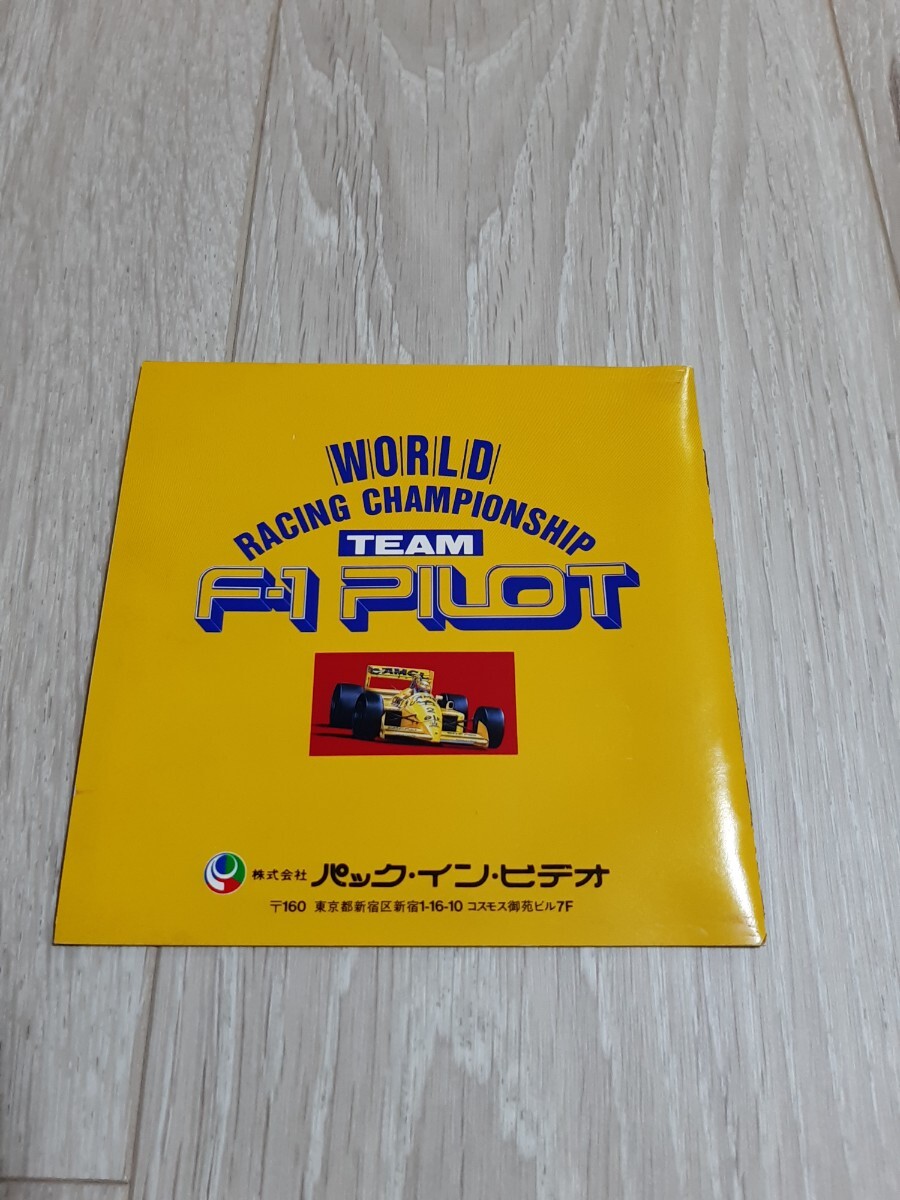 WORLD
RACING CHAMPIONSHIP
TEAM
F-1 PILOT
CAMEL
株式会社 パック・イン・ビデオ
〒160 東京都新宿区新宿1-16-10 コスモス御苑ビル7F